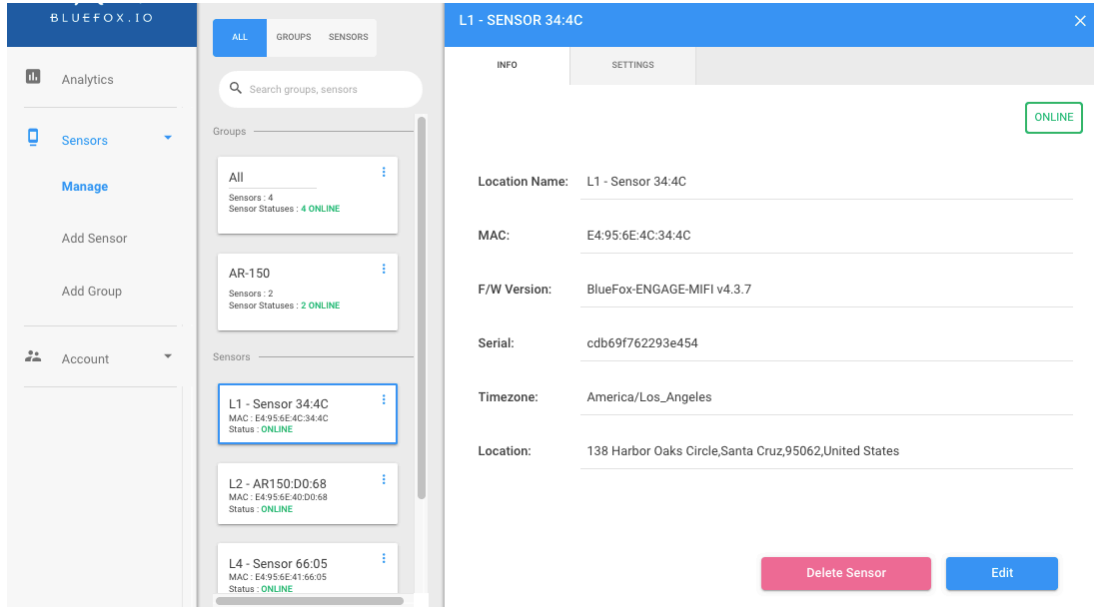 BLUEFOX.IO
Analytics
Sensors
Manage
Add Sensor
Add Group
Account
ALL GROUPS SENSORS
Search groups, sensors
Groups
All
Sensors : 4
Sensor Statuses : 4 ONLINE
AR-150
Sensors : 2
Sensor Statuses : 2 ONLINE
Sensors
L1 - Sensor 34:4C
MAC : E4:95:6E:4C:34:4C
Status : ONLINE
L2 - AR150:D0:68
MAC : E4:95:6E:40:D0:68
Status : ONLINE
L4 - Sensor 66:05
MAC : E4:95:6E:41:66:05
Status : ONLINE
L1 - SENSOR 34:4C
INFO SETTINGS
ONLINE
Location Name: L1 - Sensor 34:4C
MAC: E4:95:6E:4C:34:4C
F/W Version: BlueFox-ENGAGE-MIFI v4.3.7
Serial: cdb69f762293e454
Timezone: America/Los_Angeles
Location: 138 Harbor Oaks Circle,Santa Cruz,95062,United States
Delete Sensor Edit